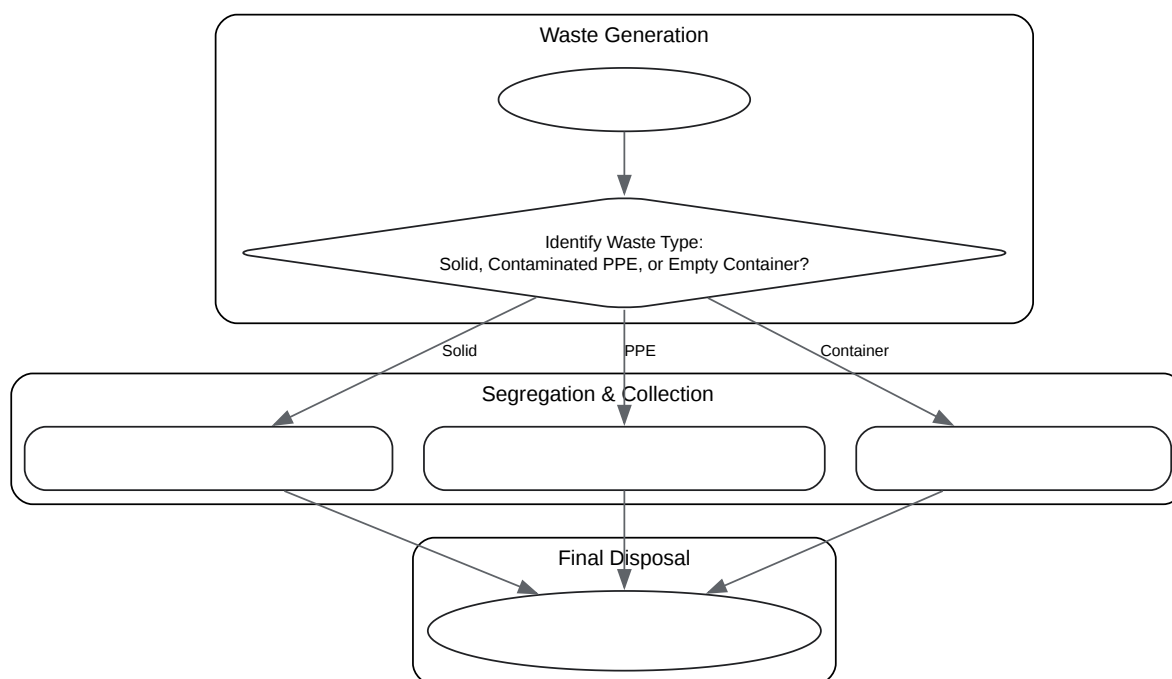 Waste Generation
Identify Waste Type:
Solid, Contaminated PPE, or Empty Container?
Solid
PPE
Container
Segregation & Collection
Final Disposal